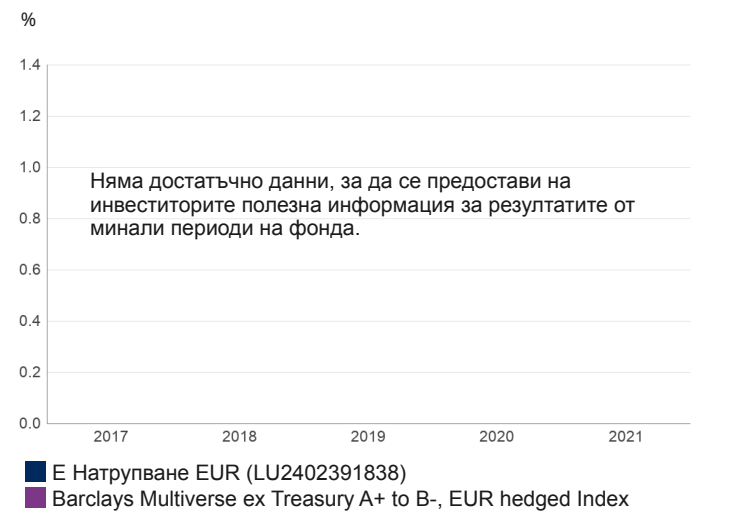 %
1.4
1.2
1.0
Няма достатъчно данни, за да се предостави на
инвеститорите полезна информация за резултатите от
0.8
минали периоди на фонда.
0.6
0.4
0.2
0.0
2017 2018 2019 2020 2021
Е Натрупване EUR (LU2402391838)
Barclays Multiverse ex Treasury A+ to B-, EUR hedged Index